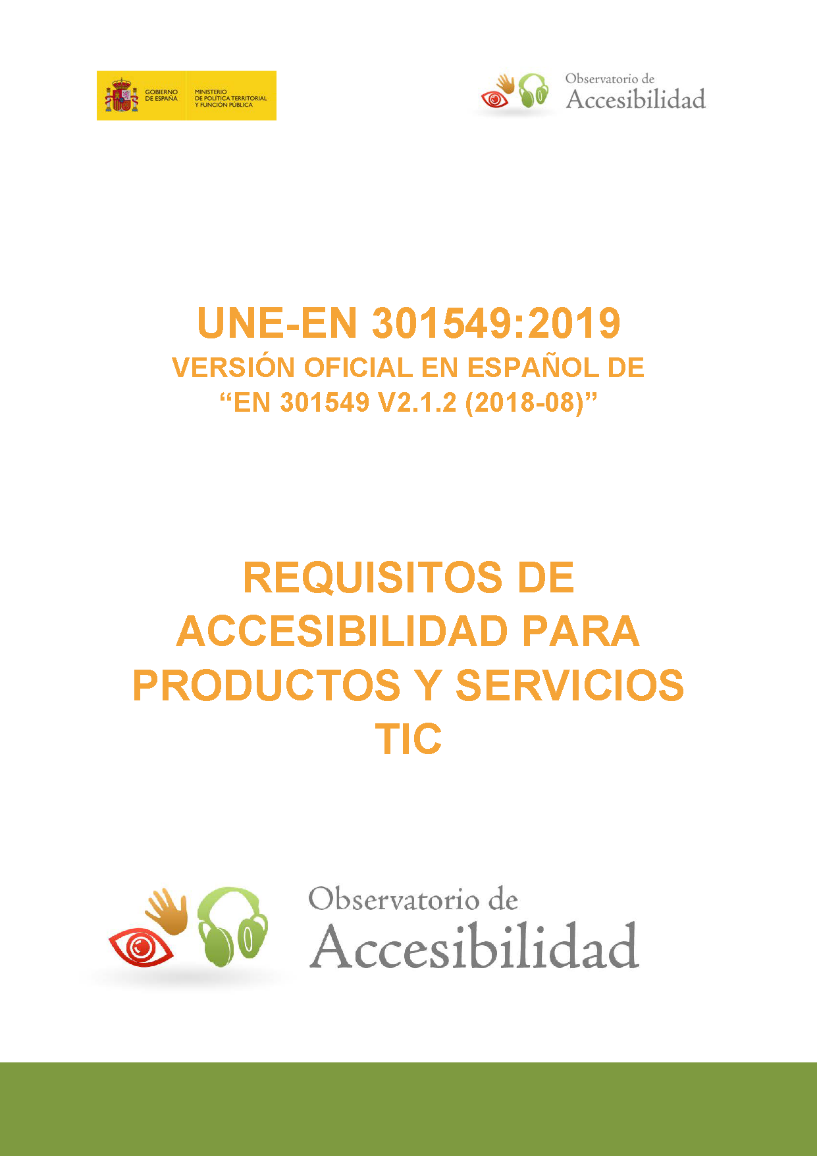 GOBIERNO
DE ESPAÑA
MINISTERIO
DE POLÍTICA TERRITORIAL
Y FUNCIÓN PÚBLICA
Observatorio de
Accesibilidad
UNE-EN 301549:2019
VERSIÓN OFICIAL EN ESPAÑOL DE
“EN 301549 V2.1.2 (2018-08)”
REQUISITOS DE
ACCESIBILIDAD PARA
PRODUCTOS Y SERVICIOS
TIC
Observatorio de
Accesibilidad